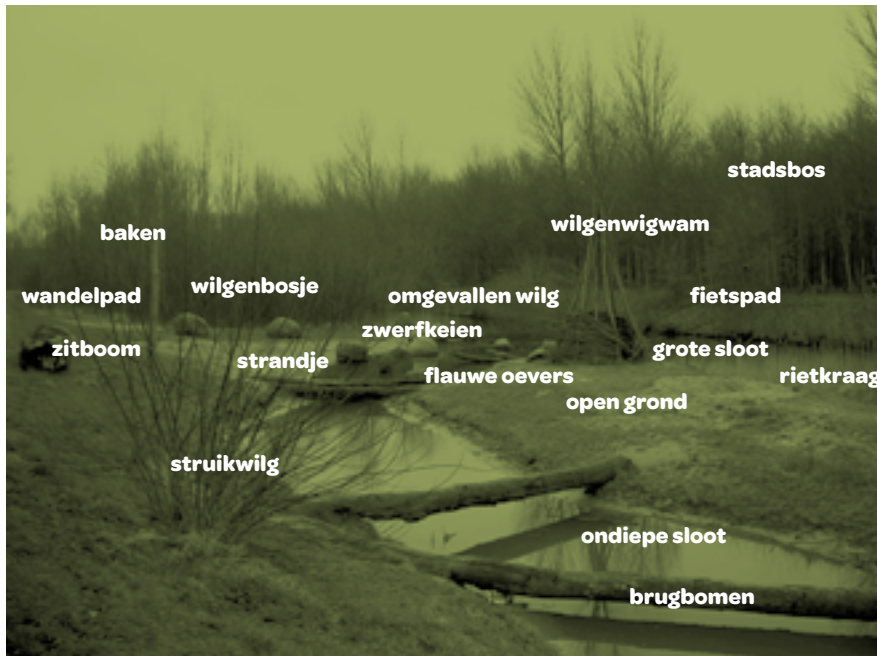 stadsbos
wilgenwigwam
baken
wilgenbosje
wandelpad
omgevallen wilg
fietspad
zwerfkeien
zitboom
grote sloot
strandje
flauwe oevers
rietkraag
open grond
struikwilg
ondiepe sloot
brugbomen